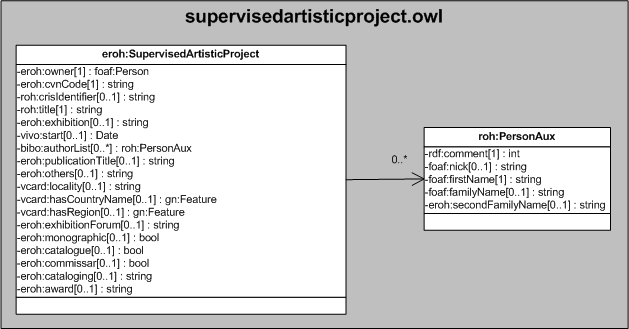 supervisedartisticproject.owl
eroh:SupervisedArtisticProject
-eroh:owner[1] : foaf:Person
-eroh:cvnCode[1] : string
-roh:crisIdentifier[0..1] : string
-roh:title[1] : string
-eroh:exhibition[0..1] : string
-vivo:start[0..1] : Date
-bibo:authorList[0..*] : roh:PersonAux
-eroh:publicationTitle[0..1] : string
-eroh:others[0..1] : string
-vcard:locality[0..1] : string
-vcard:hasCountryName[0..1] : gn:Feature
-vcard:hasRegion[0..1] : gn:Feature
-eroh:exhibitionForum[0..1] : string
-eroh:monographic[0..1] : bool
-eroh:catalogue[0..1] : bool
-eroh:commissar[0..1] : bool
-eroh:cataloging[0..1] : string
-eroh:award[0..1] : string
0..*
roh:PersonAux
-rdf:comment[1] : int
-foaf:nick[0..1] : string
-foaf:firstName[1] : string
-foaf:familyName[0..1] : string
-eroh:secondFamilyName[0..1] : string